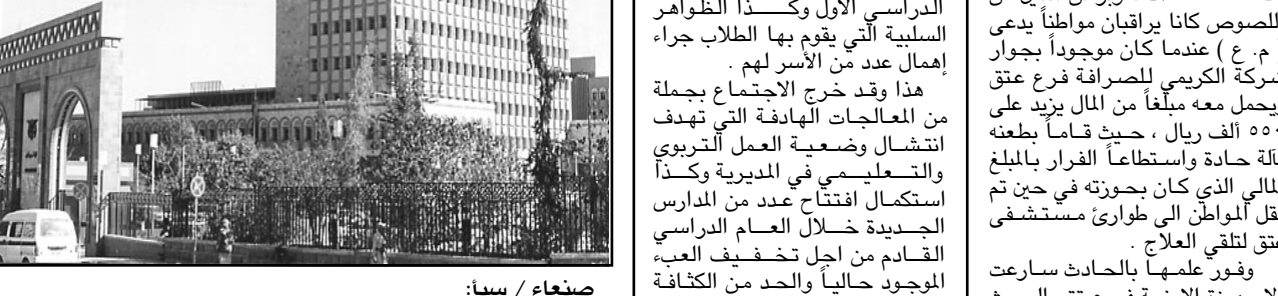 للصوص كانا يراقبان مواطناً يدعى
م. ع ) عندما كان موجوداً بجوار
شركة الكريمي للصرافة فرع عتق
يحمل معه مبلغاً من المال يزيد على
ألف ريال ، حيث قاماً بطعنه
بآلة حادة واستطاعاً الفرار بالمبلغ
المالي الذي كان بحوزته في حين تم
نقل المواطن الى طوارئ مستشفى
عتق لتلقي العلاج .
وفور علمها بالحادث سارعت
الدراسي الاول وكذا الظواهر
السلبية التي يقوم بها الطلاب جراء
إهمال عدد من الأسر لهم .
هذا وقد خرج الاجتماع بجملة
من المعالجات الهادفة التي تهدف
انتشال وضعية العمل التربوي
والتعليمي في المديرية وكذا
استكمال افتتاح عدد من المدارس
الجديدة خلال العام الدراسي
القادم من اجل تخفيف العبء
الموجود حالياً والحد من الكثافة
صنعاء / سبأ: